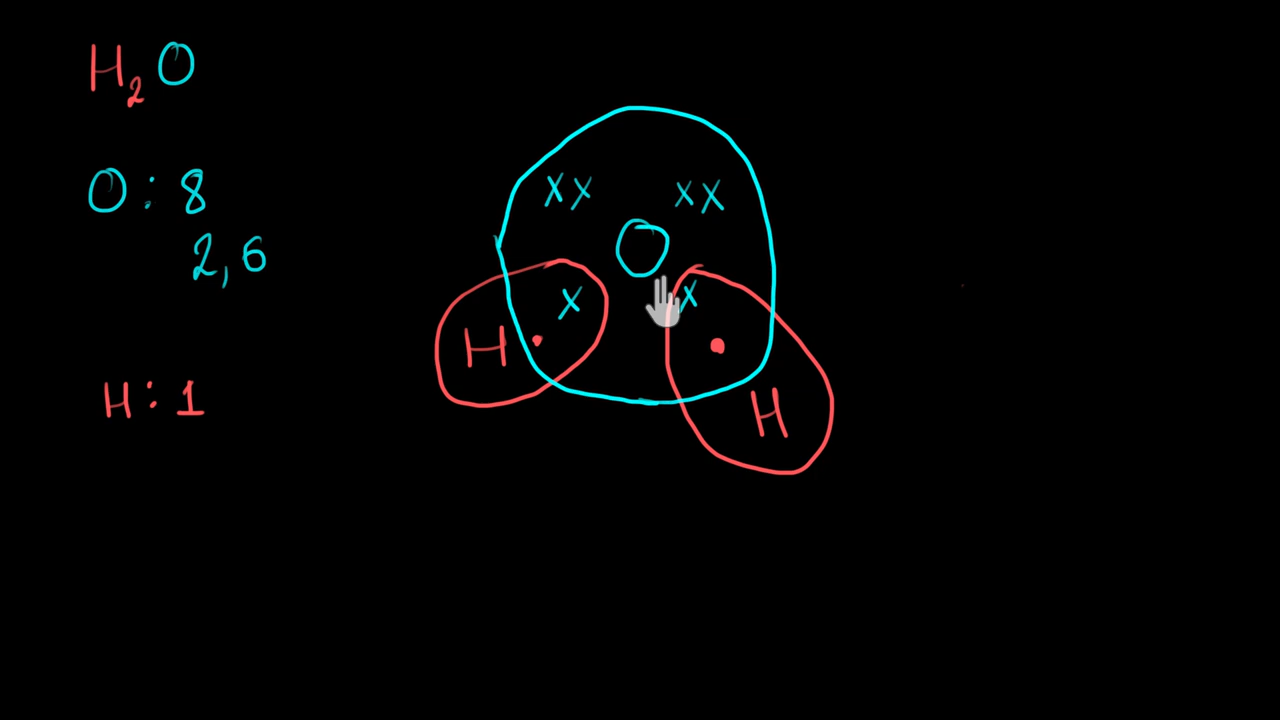 H₂O
O : 8
2, 6
H : 1
XX XX
O
X X
H
H